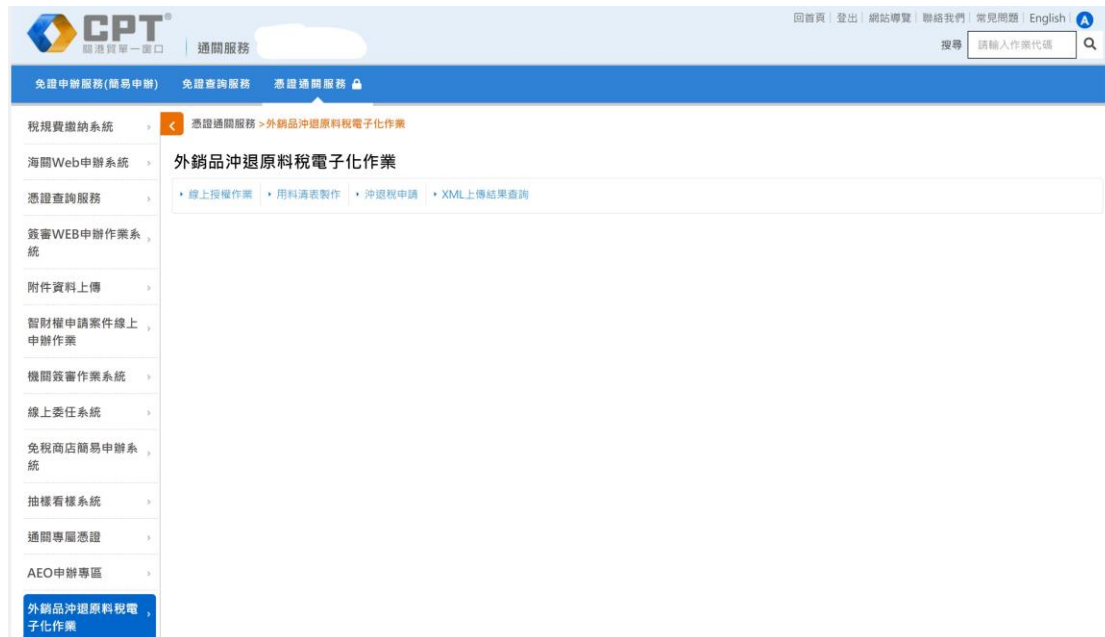 回首頁 登出 網站導覽 聯絡我們 常見問題 English A
CPT®
關港貿單一窗口
通關服務
搜尋 請輸入作業代碼
免證申辦服務(簡易申辦) 免證查詢服務 憑證通關服務
憑證通關服務 >外銷品沖退原料稅電子化作業
外銷品沖退原料稅電子化作業
線上授權作業 用料清表製作 沖退稅申請 XML上傳結果查詢
稅規費繳納系統
海關Web申辦系統
憑證查詢服務
簽審WEB申辦作業系
統
附件資料上傳
智財權申請案件線上
申辦作業
機關簽審作業系統
線上委任系統
免稅商店簡易申辦系
統
抽樣看樣系統
通關專屬憑證
AEO申辦專區
外銷品沖退原料稅電
子化作業